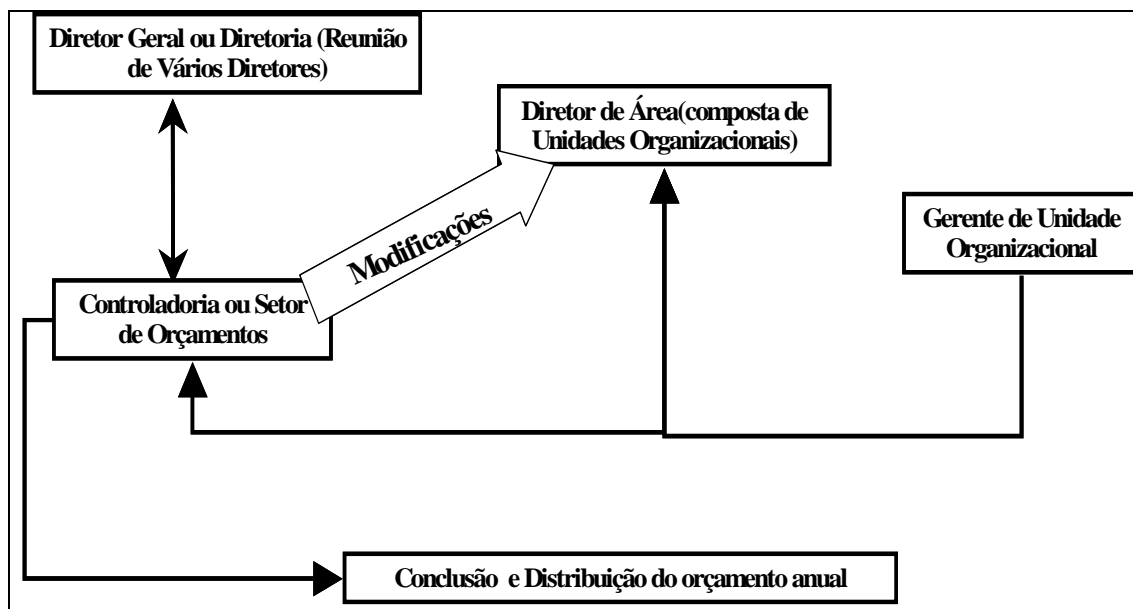 Diretor Geral ou Diretoria (Reunião
de Vários Diretores)
Diretor de Área(composta de
Unidades Organizacionais)
Gerente de Unidade
Organizacional
Modificações
Controladoria ou Setor
de Orçamentos
Conclusão e Distribuição do orçamento anual